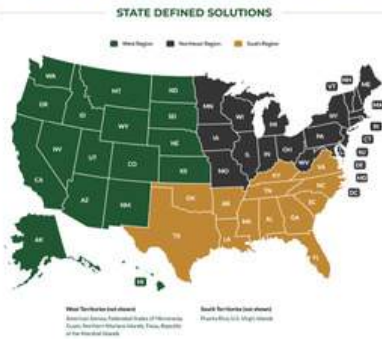 STATE DEFINED SOLUTIONS
West Region Northeast Region South Region
WA
MT
ND
MN
ME
VT
NH
OR
ID
SD
WI
MI
NY
MA
WY
RI
IA
PA
CT
NV
NE
IL
IN
OH
NJ
UT
CO
WV
DE
CA
KS
MO
VA
MD
KY
DC
NC
TN
AZ
NM
OK
AR
SC
MS
AL
GA
TX
LA
AK
FL
HI
West Territories (not shown)
American Samoa, Federated States of Micronesia,
Guam, Northern Mariana Islands, Palau, Republic
of the Marshall Islands
South Territories (not shown)
Puerto Rico, U.S. Virgin Islands